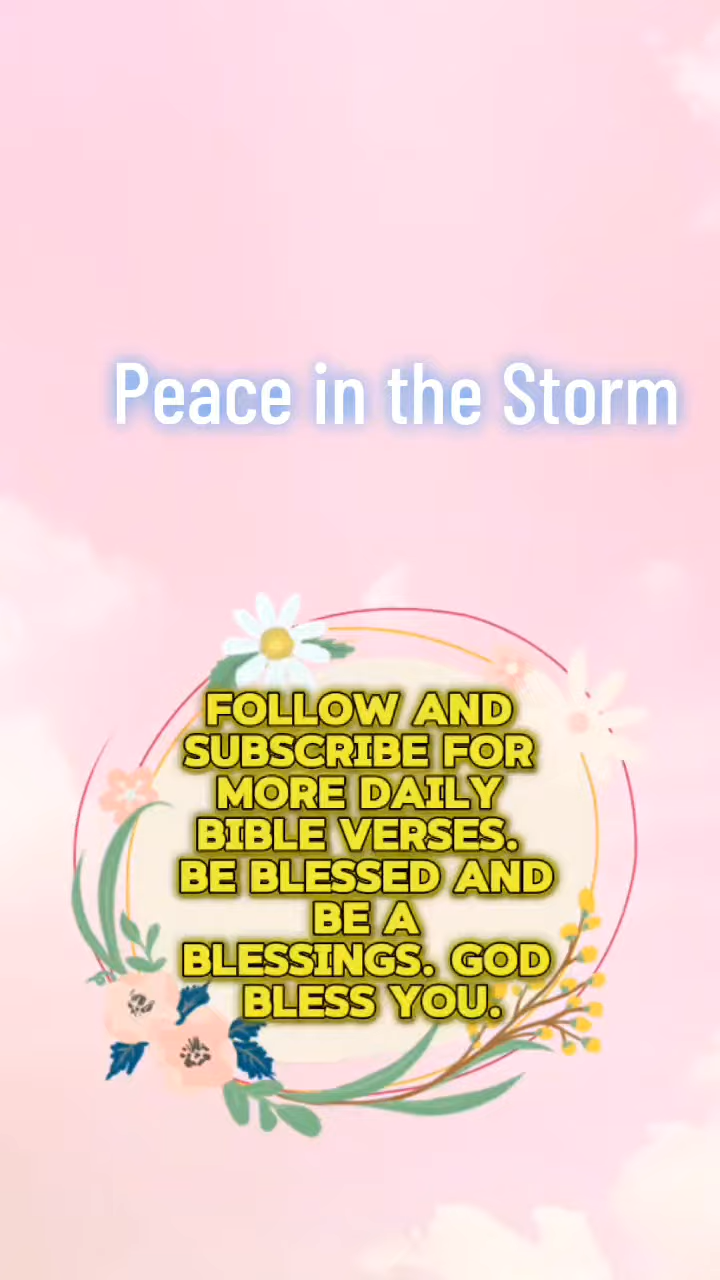 Peace in the Storm
FOLLOW AND
SUBSCRIBE FOR
MORE DAILY
BIBLE VERSES.
BE BLESSED AND
BE A
BLESSINGS. GOD
BLESS YOU.